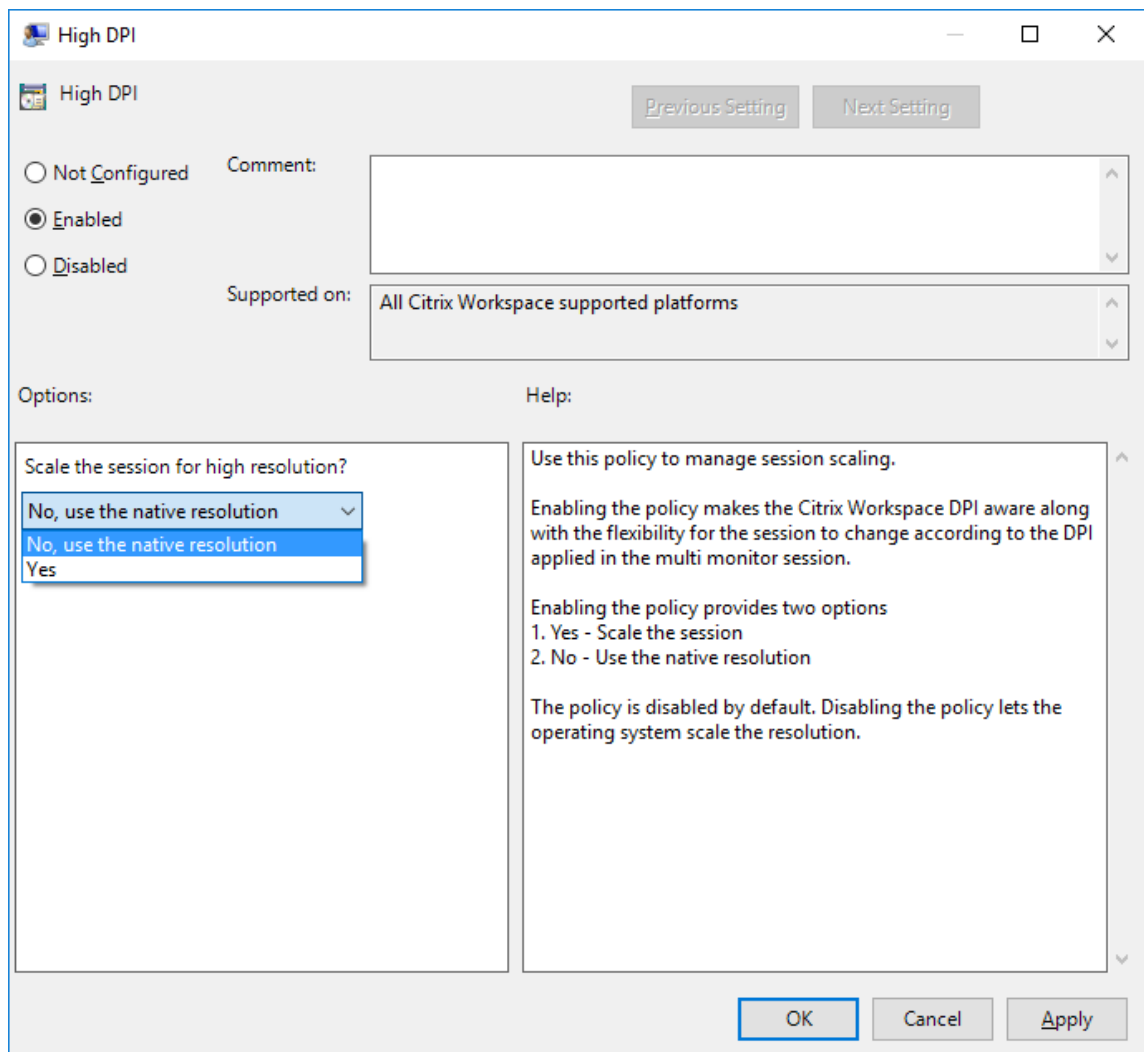 High DPI
High DPI
Previous Setting
Next Setting
Not Configured
Comment:
Enabled
Disabled
Supported on:
All Citrix Workspace supported platforms
Options:
Help:
Scale the session for high resolution?
No, use the native resolution
No, use the native resolution
Yes
Use this policy to manage session scaling.
Enabling the policy makes the Citrix Workspace DPI aware along
with the flexibility for the session to change according to the DPI
applied in the multi monitor session.
Enabling the policy provides two options
1. Yes - Scale the session
2. No - Use the native resolution
The policy is disabled by default. Disabling the policy lets the
operating system scale the resolution.
OK
Cancel
Apply